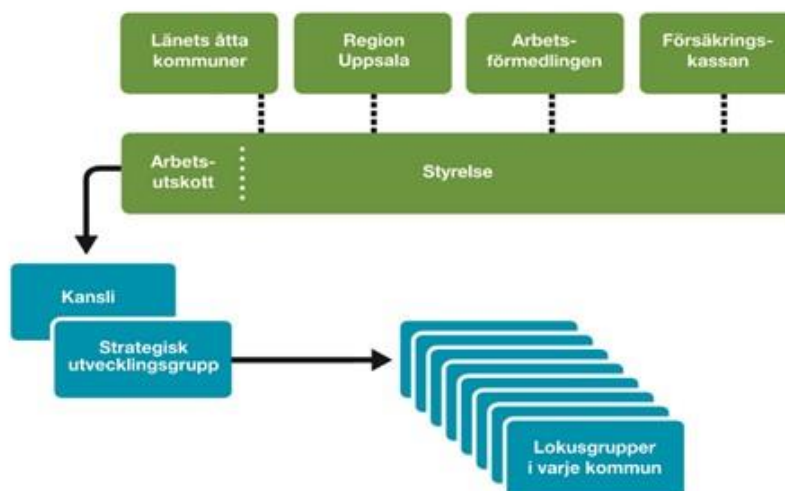 Länets åtta
kommuner
Region
Uppsala
Arbets-
förmedlingen
Försäkrings-
kassan
Arbets-
utskott
Styrelse
Kansli
Strategisk
utvecklingsgrupp
Lokusgrupper
i varje kommun